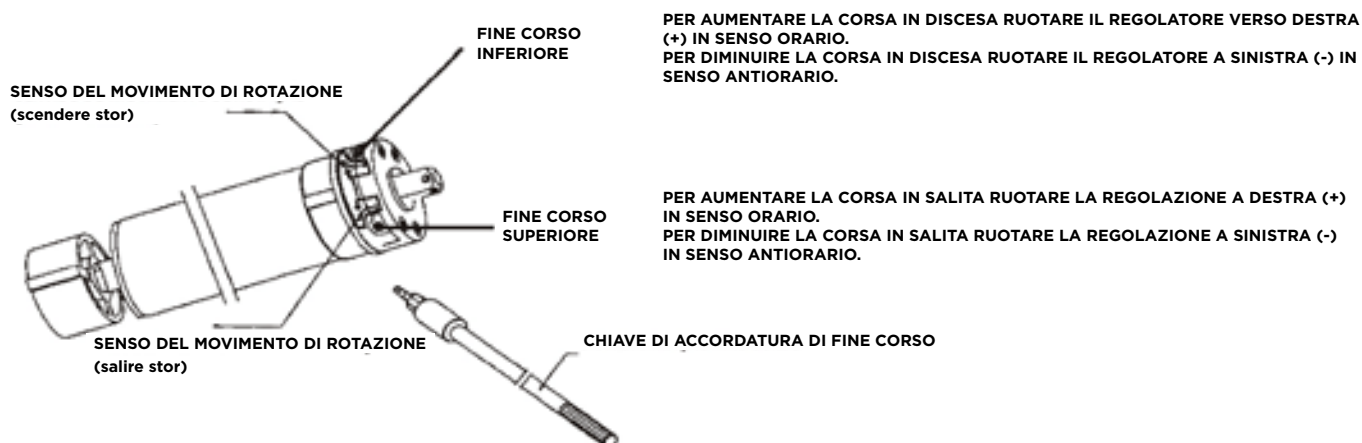 FINE CORSO
INFERIORE
PER AUMENTARE LA CORSA IN DISCESA RUOTARE IL REGOLATORE VERSO DESTRA
(+) IN SENSO ORARIO.
PER DIMINUIRE LA CORSA IN DISCESA RUOTARE IL REGOLATORE A SINISTRA (-) IN
SENSO ANTIORARIO.
SENSO DEL MOVIMENTO DI ROTAZIONE
(scendere stor)
FINE CORSO
SUPERIORE
PER AUMENTARE LA CORSA IN SALITA RUOTARE LA REGOLAZIONE A DESTRA (+)
IN SENSO ORARIO.
PER DIMINUIRE LA CORSA IN SALITA RUOTARE LA REGOLAZIONE A SINISTRA (-)
IN SENSO ANTIORARIO.
SENSO DEL MOVIMENTO DI ROTAZIONE
(salire stor)
CHIAVE DI ACCORDATURA DI FINE CORSO